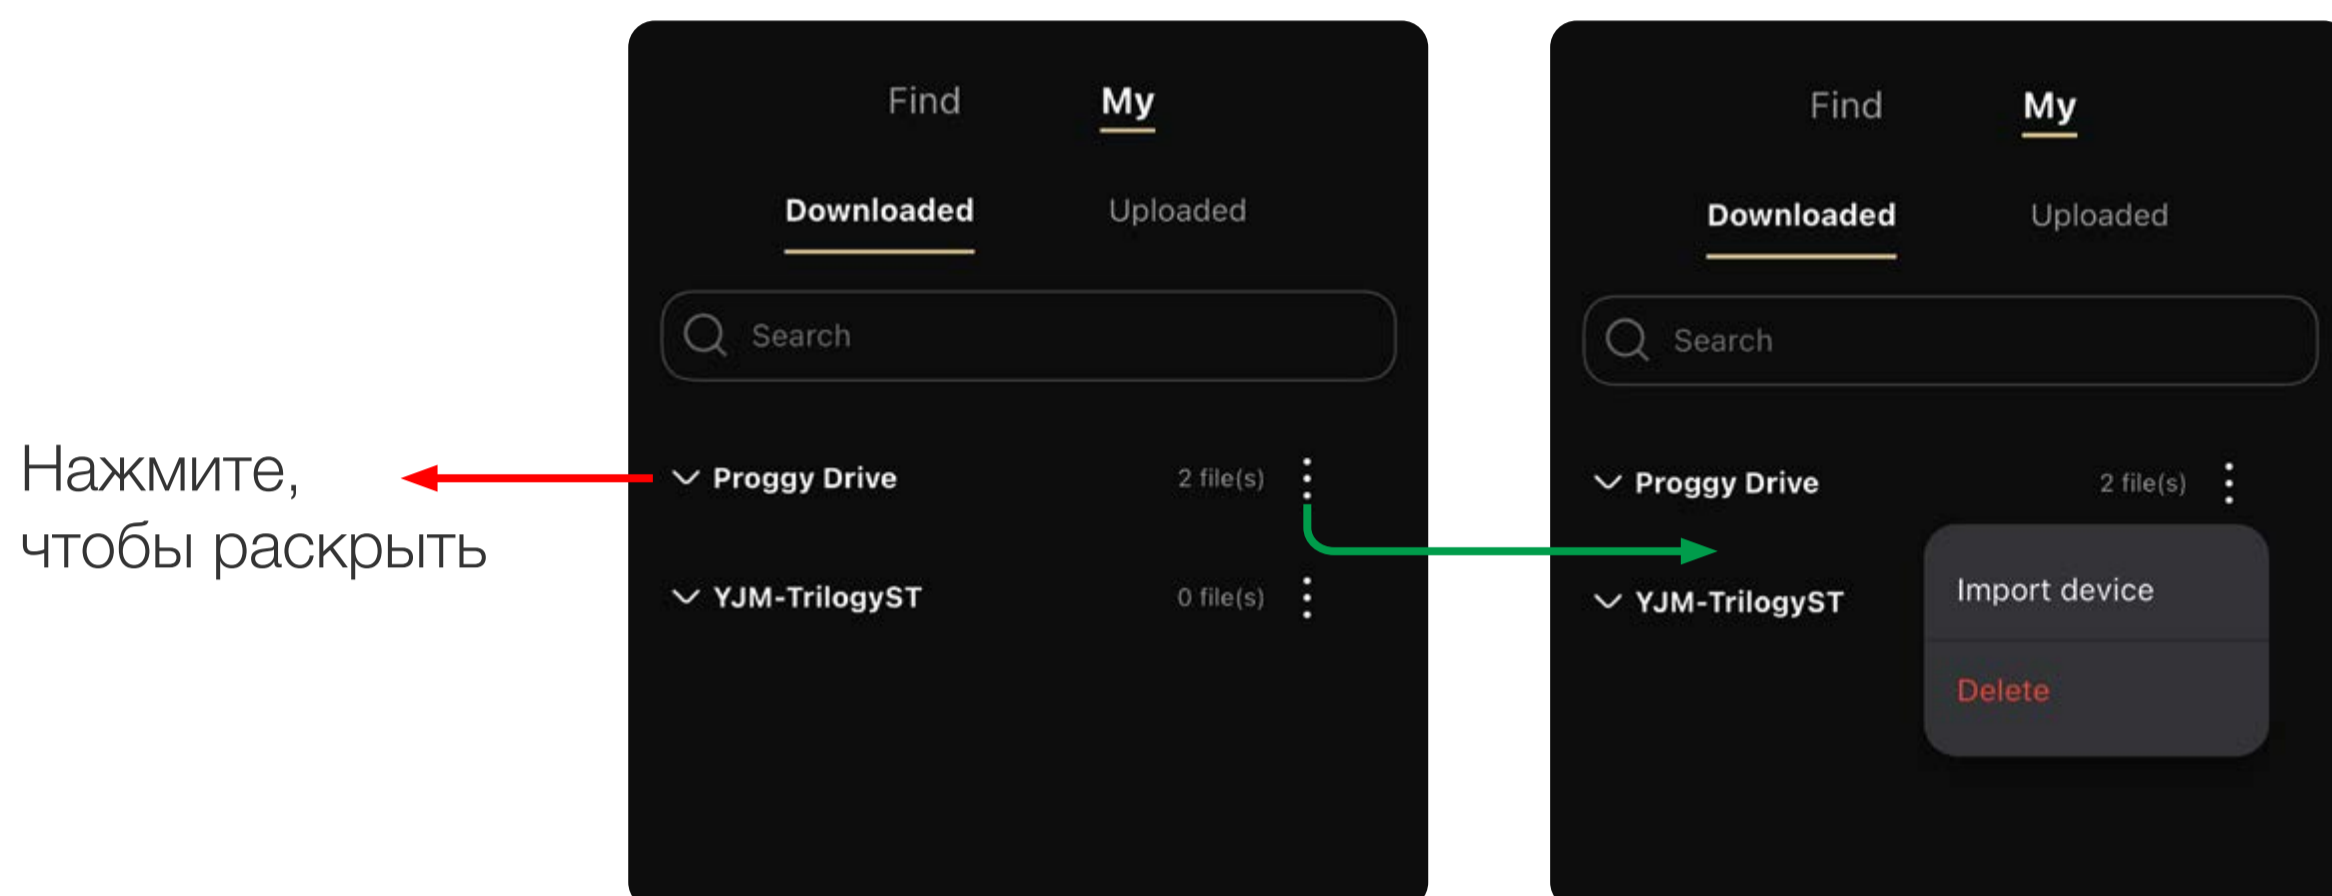 Нажмите,
чтобы раскрыть
Find My
Downloaded Uploaded
Search
Proggy Drive 2 file(s)
YJM-TrilogyST 0 file(s)
Find My
Downloaded Uploaded
Search
Proggy Drive 2 file(s)
YJM-TrilogyST
Import device
Delete